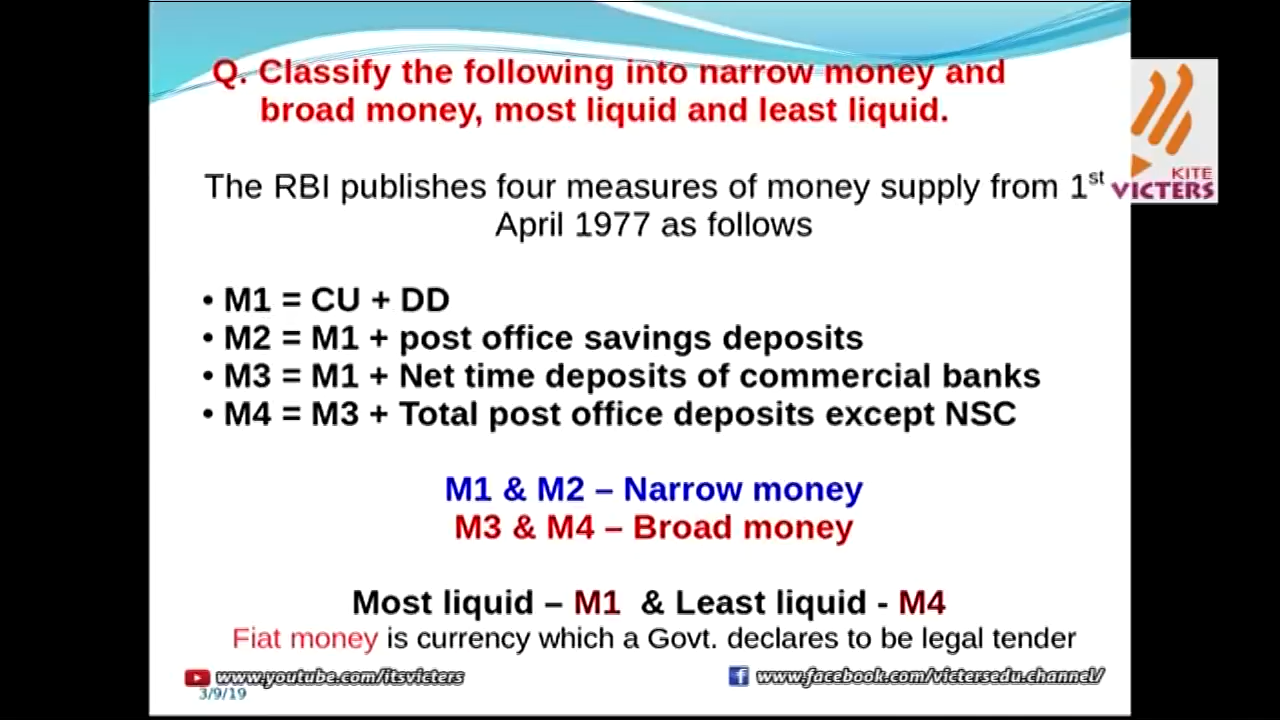 Q. Classify the following into narrow money and
broad money, most liquid and least liquid.
The RBI publishes four measures of money supply from 1st
April 1977 as follows
• M1 = CU + DD
• M2 = M1 + post office savings deposits
• M3 = M1 + Net time deposits of commercial banks
• M4 = M3 + Total post office deposits except NSC
M1 & M2 – Narrow money
M3 & M4 – Broad money
Most liquid – M1 & Least liquid - M4
Fiat money is currency which a Govt. declares to be legal tender
www.youtube.com/itsvicters
www.facebook.com/victersedu.channel/
3/9/19
KITE
VICTERS